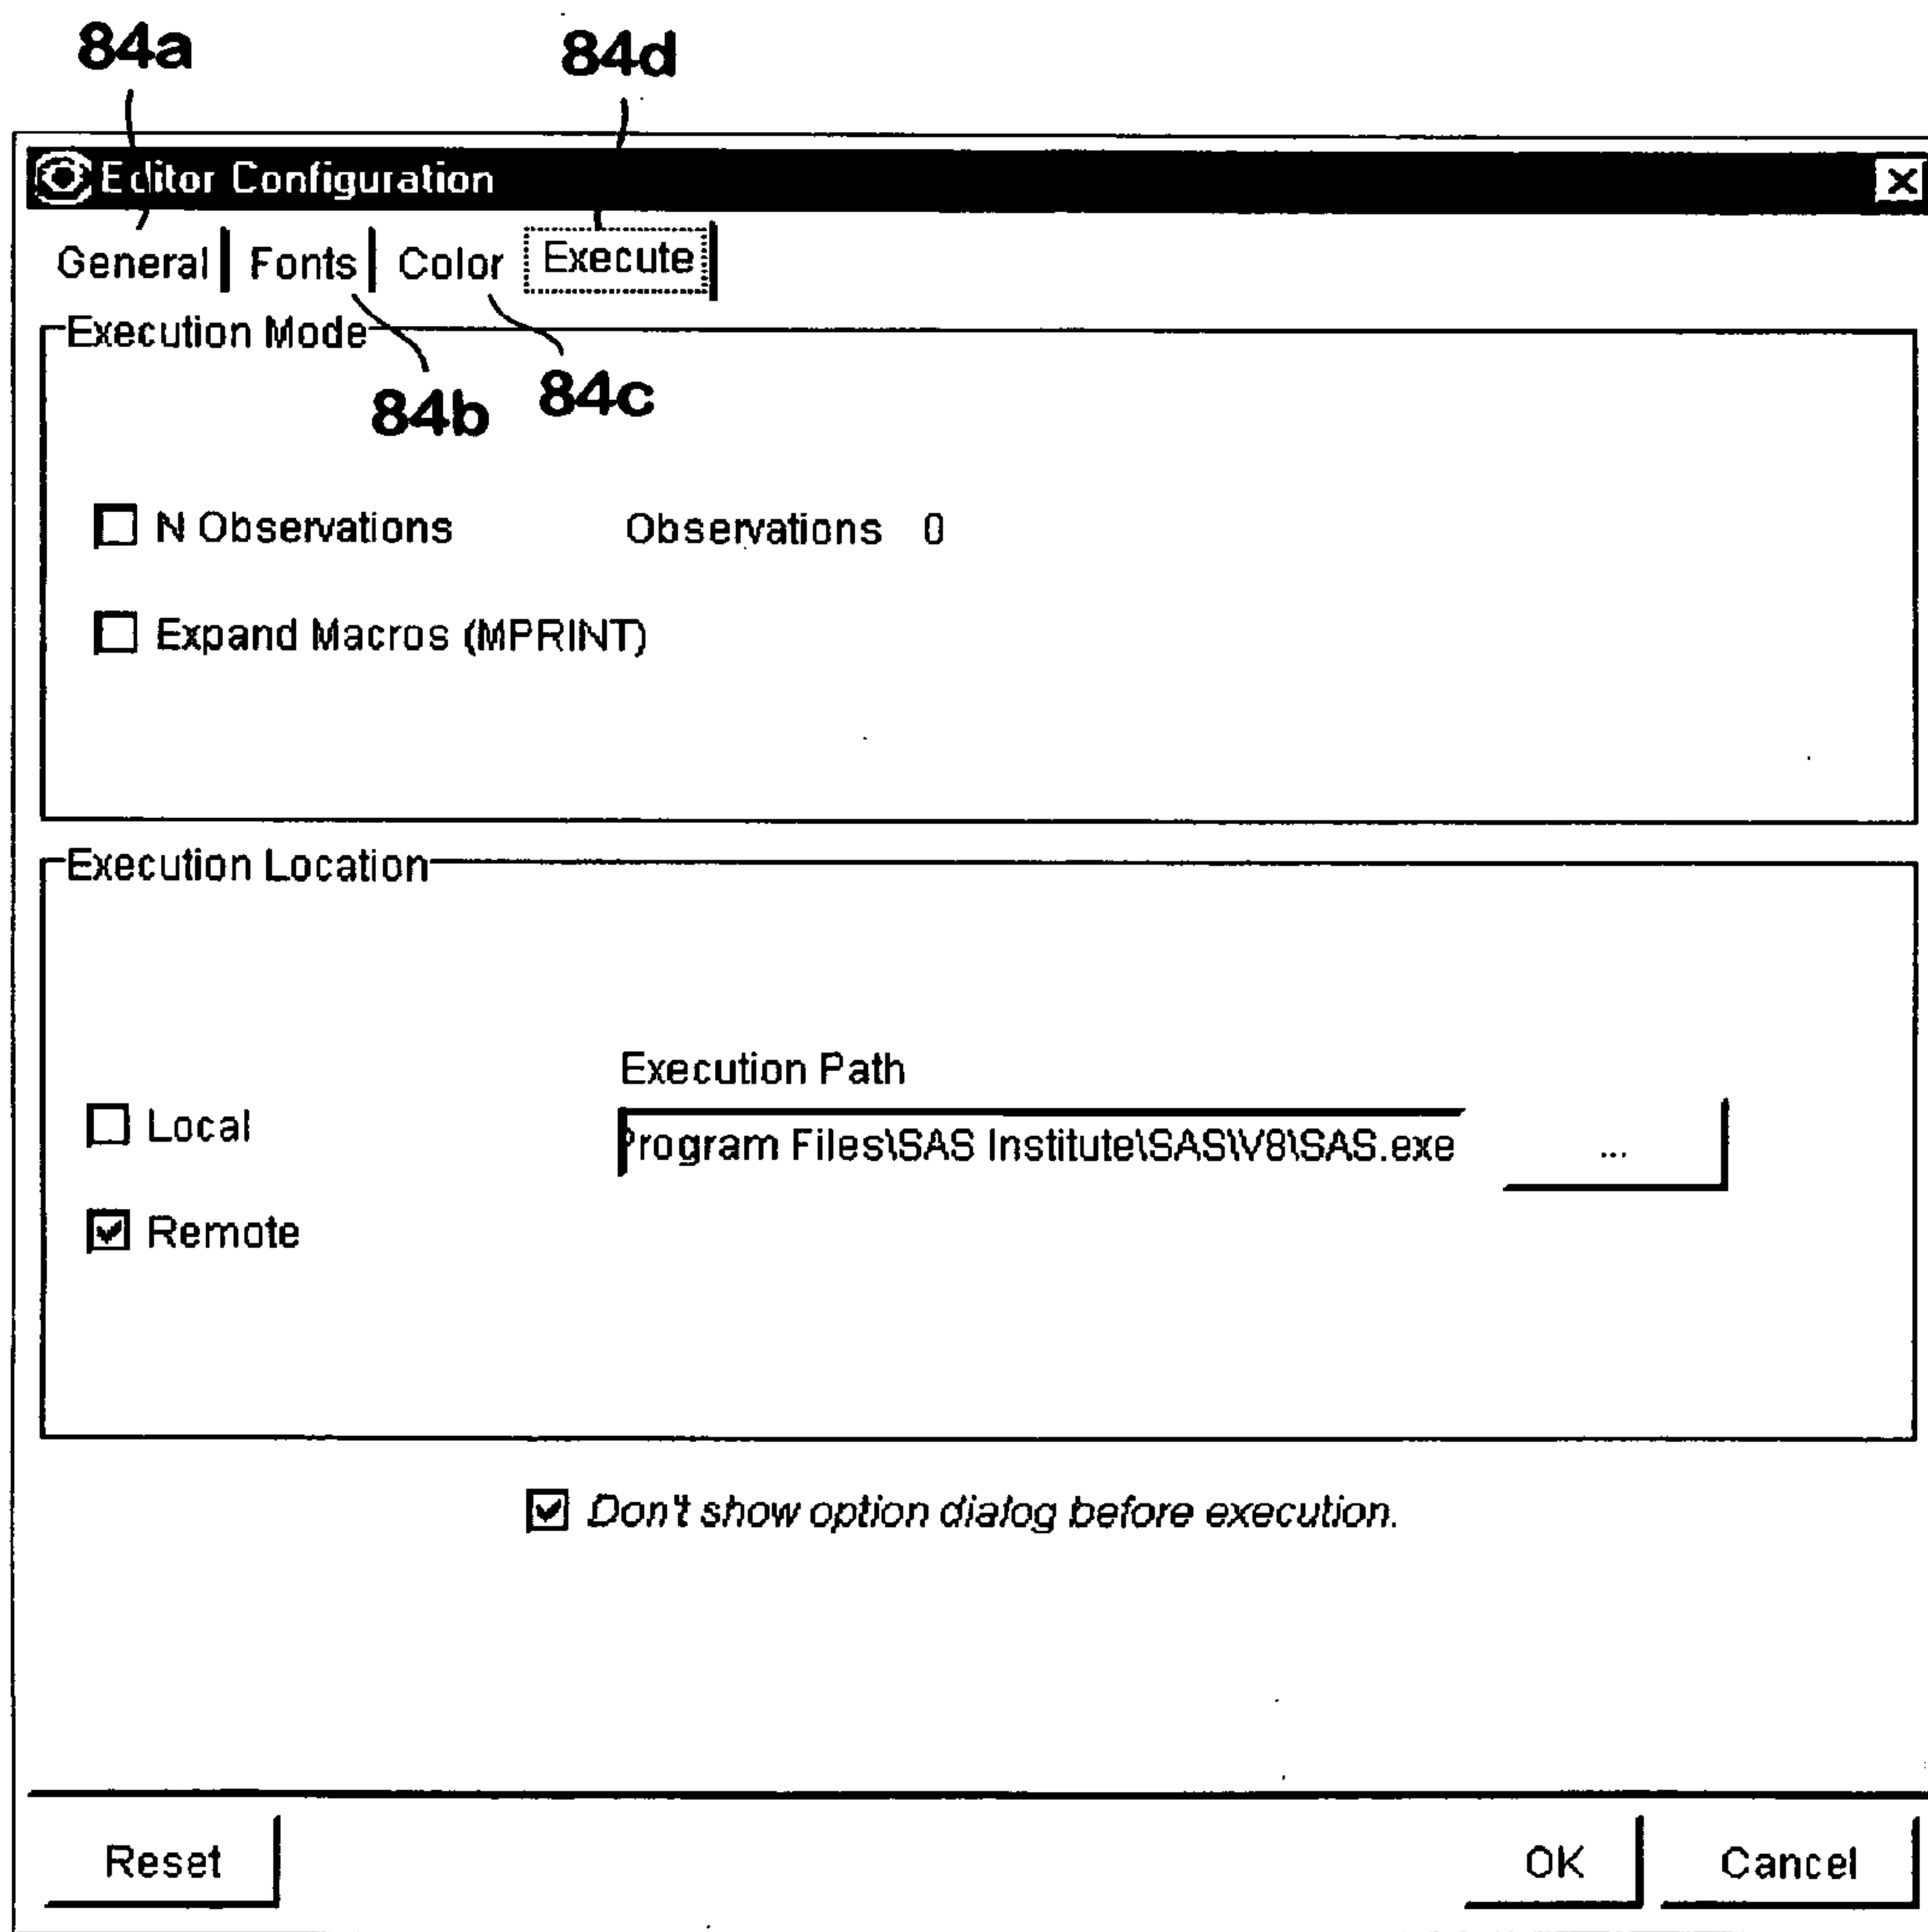 84a 84d
Editor Configuration
General Fonts Color Execute
Execution Mode
84b 84c
N Observations Observations 0
Expand Macros (MPRINT)
Execution Location
Execution Path
Local rogram Files\SAS Institute\SAS\V8\SAS.exe ...
Remote
Don't show option dialog before execution.
Reset OK Cancel